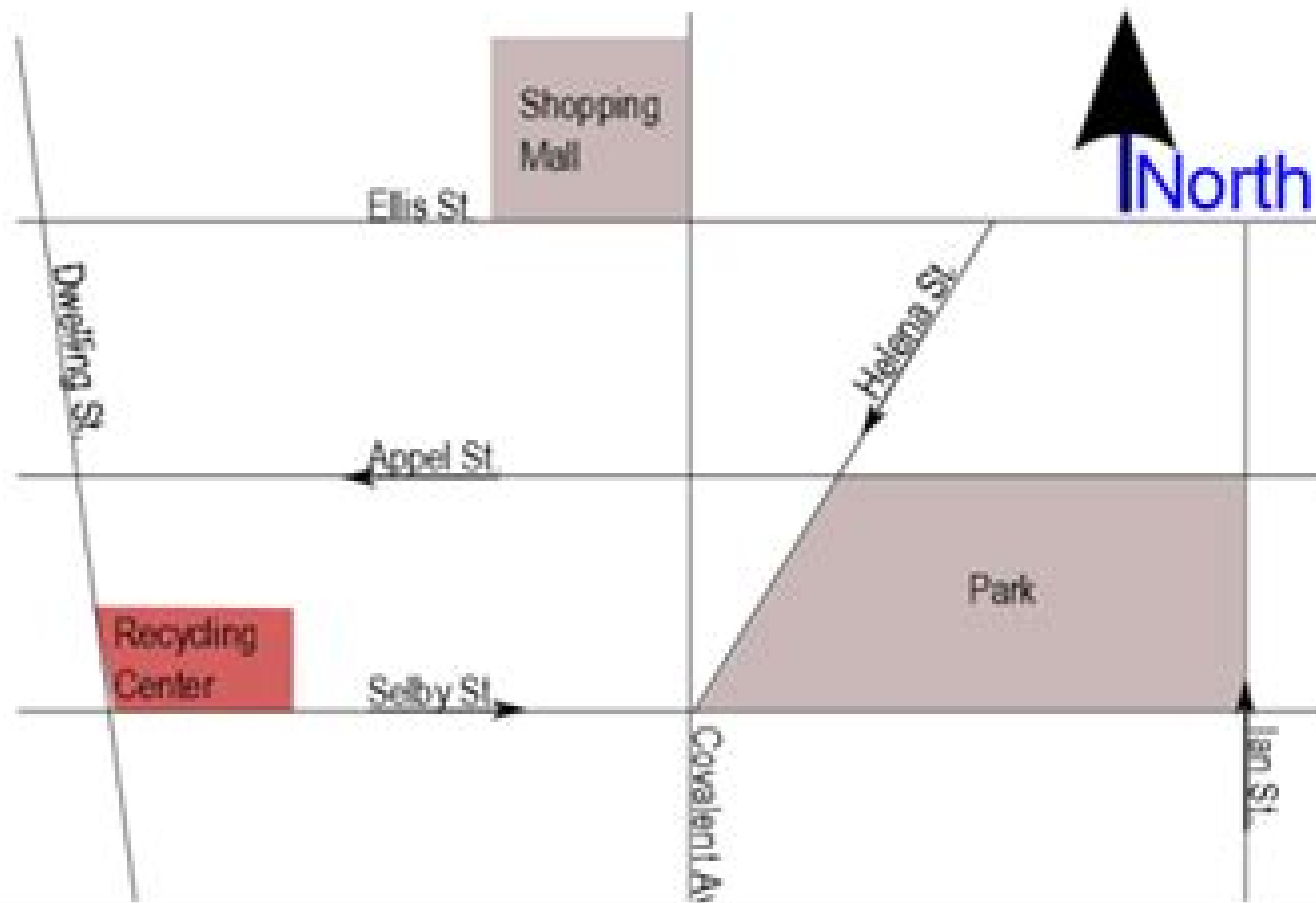 Shopping
Mall
North
Ellis St.
Dwelling St.
Helena St.
Appel St.
Park
Recycling
Center
Selby St.
Covalent Av
Ian St.